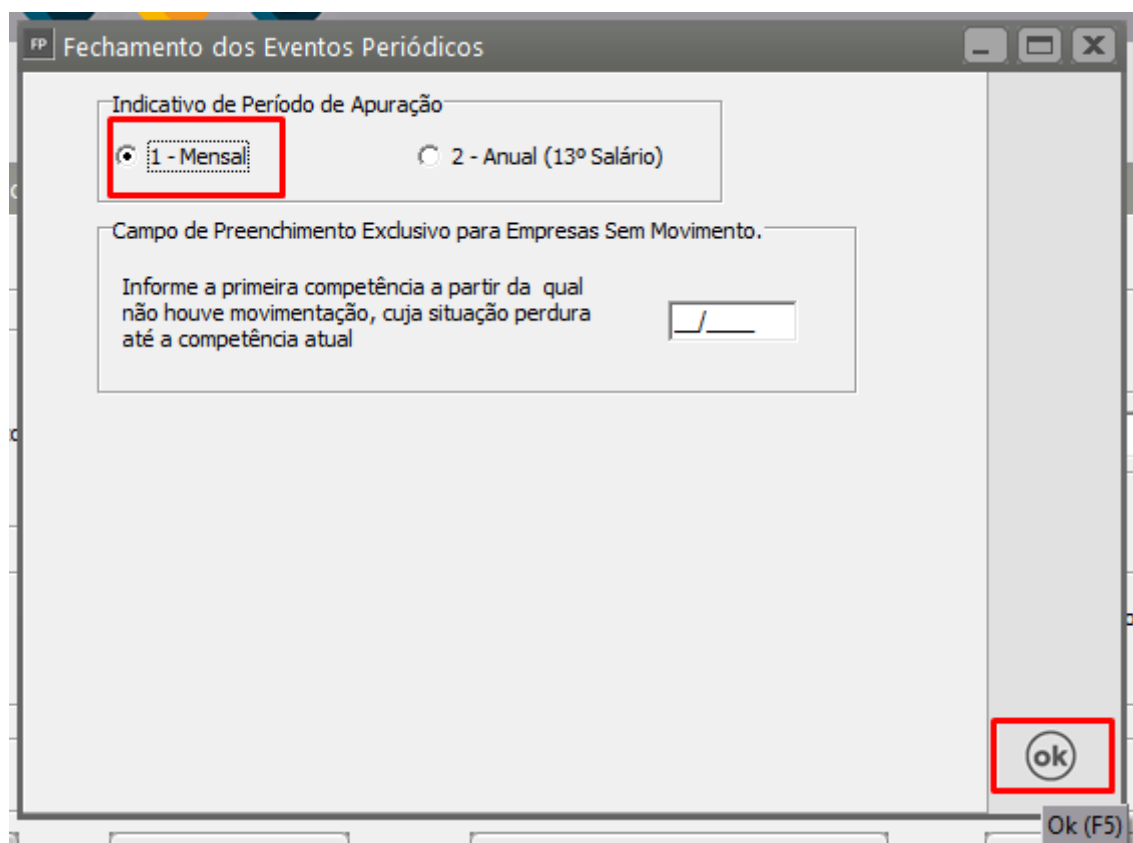 FP Fechamento dos Eventos Periódicos
Indicativo de Período de Apuração
1 - Mensal
2 - Anual (13º Salário)
Campo de Preenchimento Exclusivo para Empresas Sem Movimento.
Informe a primeira competência a partir da qual
não houve movimentação, cuja situação perdura
até a competência atual
__/____
ok
Ok (F5)